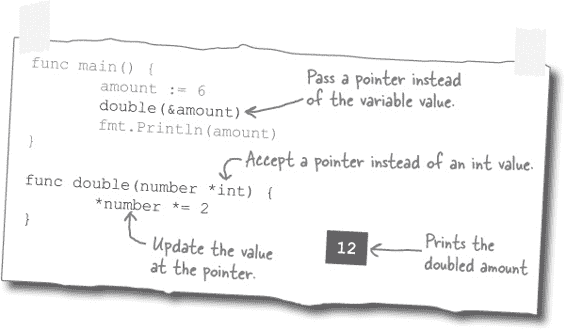 func main() {
amount := 6
double(&amount)
fmt.Println(amount)
}
Pass a pointer instead
of the variable value.
Accept a pointer instead of an int value.
func double(number *int) {
*number *= 2
}
Update the value
at the pointer.
12
Prints the
doubled amount